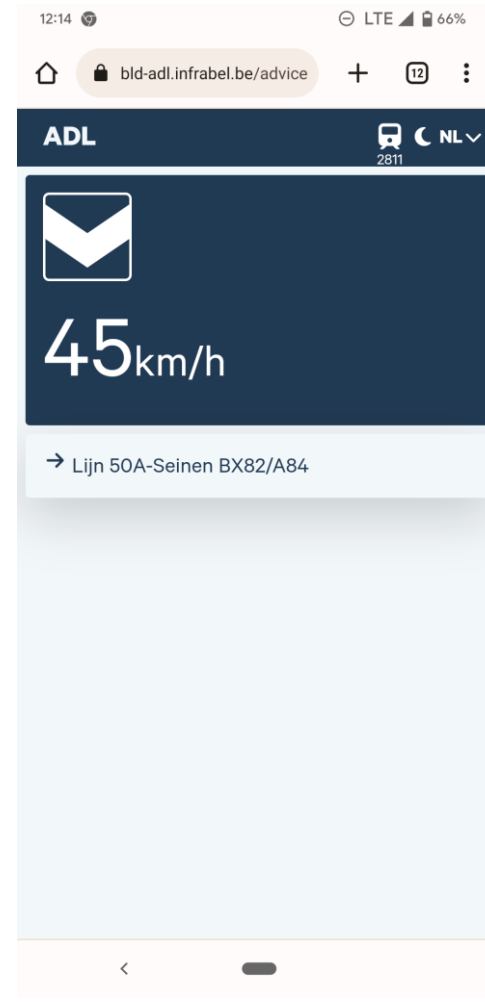 12:14 LTE 66%
bld-adl.infrabel.be/advice 12
ADL NL
2811
45km/h
Lijn 50A-Seinen BX82/A84